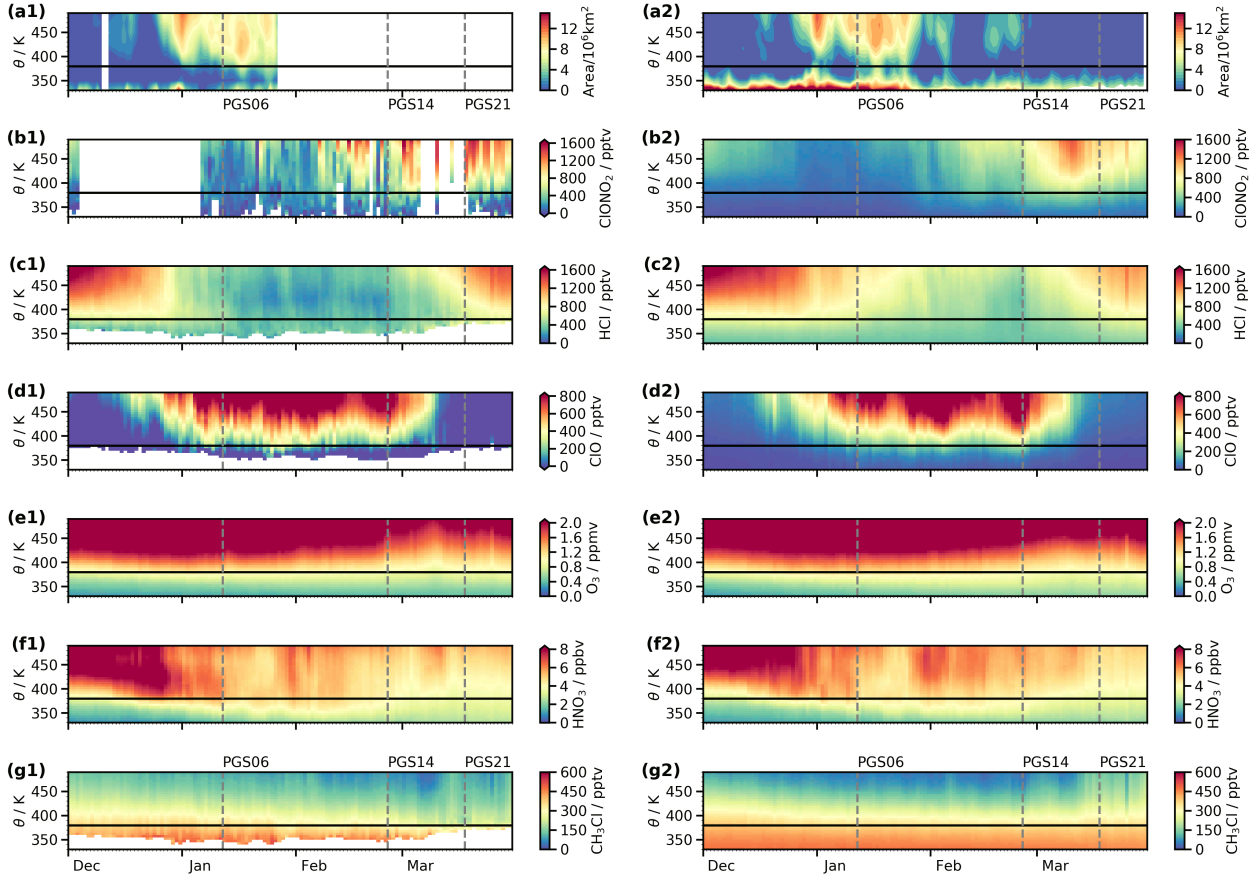 (a1)
450
400
350
θ / K
PGS06
PGS14
PGS21
12
8
4
0
Area/10⁶km²
(a2)
450
400
350
θ / K
PGS06
PGS14
PGS21
12
8
4
0
Area/10⁶km²
(b1)
450
400
350
θ / K
1600
1200
800
400
0
ClONO₂ / pptv
(b2)
450
400
350
θ / K
1600
1200
800
400
0
ClONO₂ / pptv
(c1)
450
400
350
θ / K
1600
1200
800
400
0
HCl / pptv
(c2)
450
400
350
θ / K
1600
1200
800
400
0
HCl / pptv
(d1)
450
400
350
θ / K
800
600
400
200
0
ClO / pptv
(d2)
450
400
350
θ / K
800
600
400
200
0
ClO / pptv
(e1)
450
400
350
θ / K
2.0
1.6
1.2
0.8
0.4
0.0
O₃ / ppmv
(e2)
450
400
350
θ / K
2.0
1.6
1.2
0.8
0.4
0.0
O₃ / ppmv
(f1)
450
400
350
θ / K
8
6
4
2
0
HNO₃ / ppbv
(f2)
450
400
350
θ / K
8
6
4
2
0
HNO₃ / ppbv
(g1)
PGS06
PGS14
PGS21
450
400
350
θ / K
Dec
Jan
Feb
Mar
600
450
300
150
0
CH₃Cl / pptv
(g2)
PGS06
PGS14
PGS21
450
400
350
θ / K
Dec
Jan
Feb
Mar
600
450
300
150
0
CH₃Cl / pptv